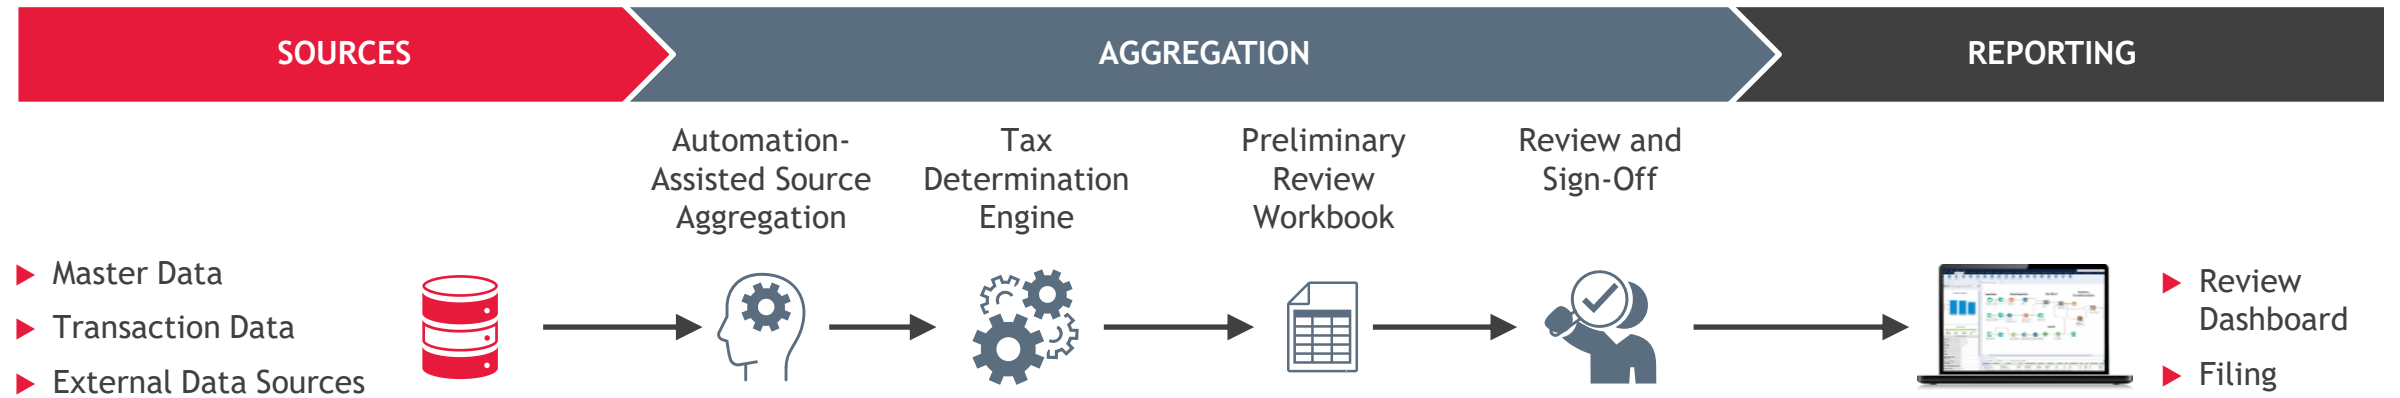 SOURCES
AGGREGATION
REPORTING
Automation-
Assisted Source
Aggregation
Tax
Determination
Engine
Preliminary
Review
Workbook
Review and
Sign-Off
Master Data
Transaction Data
External Data Sources
Review
Dashboard
Filing